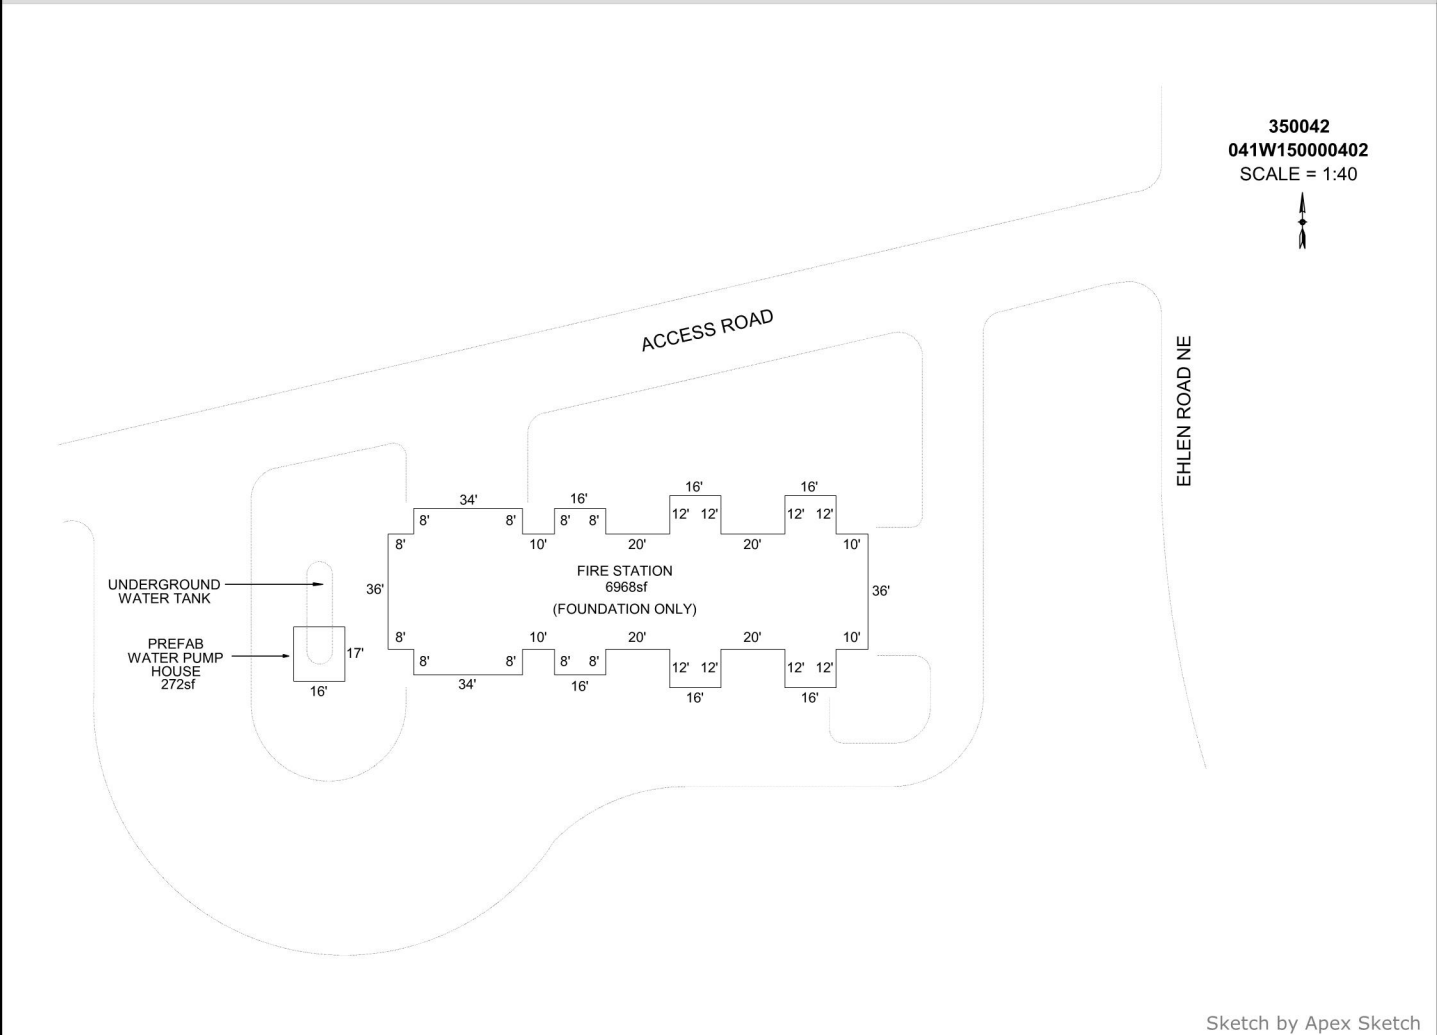 350042
041W150000402
SCALE = 1:40
ACCESS ROAD
EHLEN ROAD NE
16' 16'
34' 16'
12' 12' 12' 12'
8' 8' 8' 8'
8' 10' 20' 20' 10'
FIRE STATION
6968sf
(FOUNDATION ONLY)
36' 36'
UNDERGROUND
WATER TANK
8' 10' 20' 20' 10'
PREFAB
WATER PUMP
HOUSE
272sf
17'
16'
8' 8' 8' 8'
12' 12' 12' 12'
34' 16'
16' 16'
Sketch by Apex Sketch